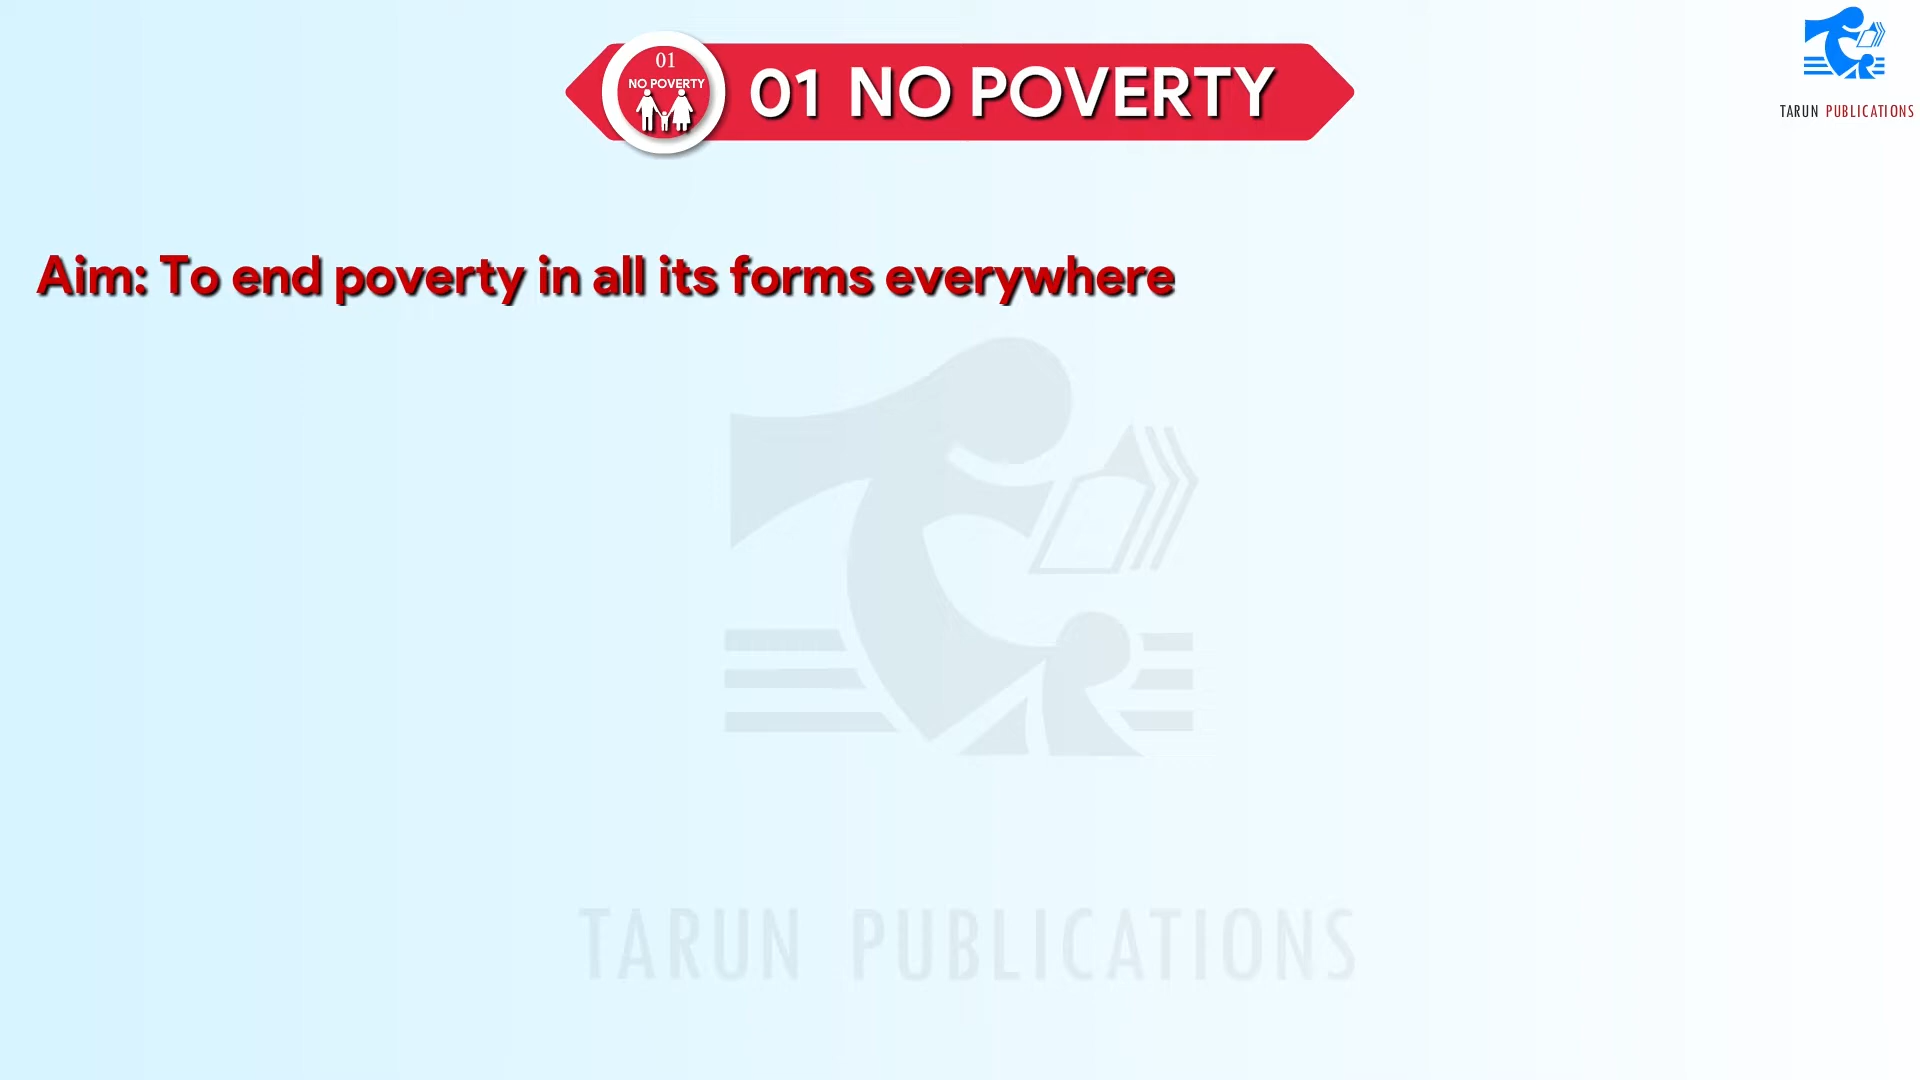 01
NO POVERTY
01 NO POVERTY
TARUN PUBLICATIONS
Aim: To end poverty in all its forms everywhere
TARUN PUBLICATIONS